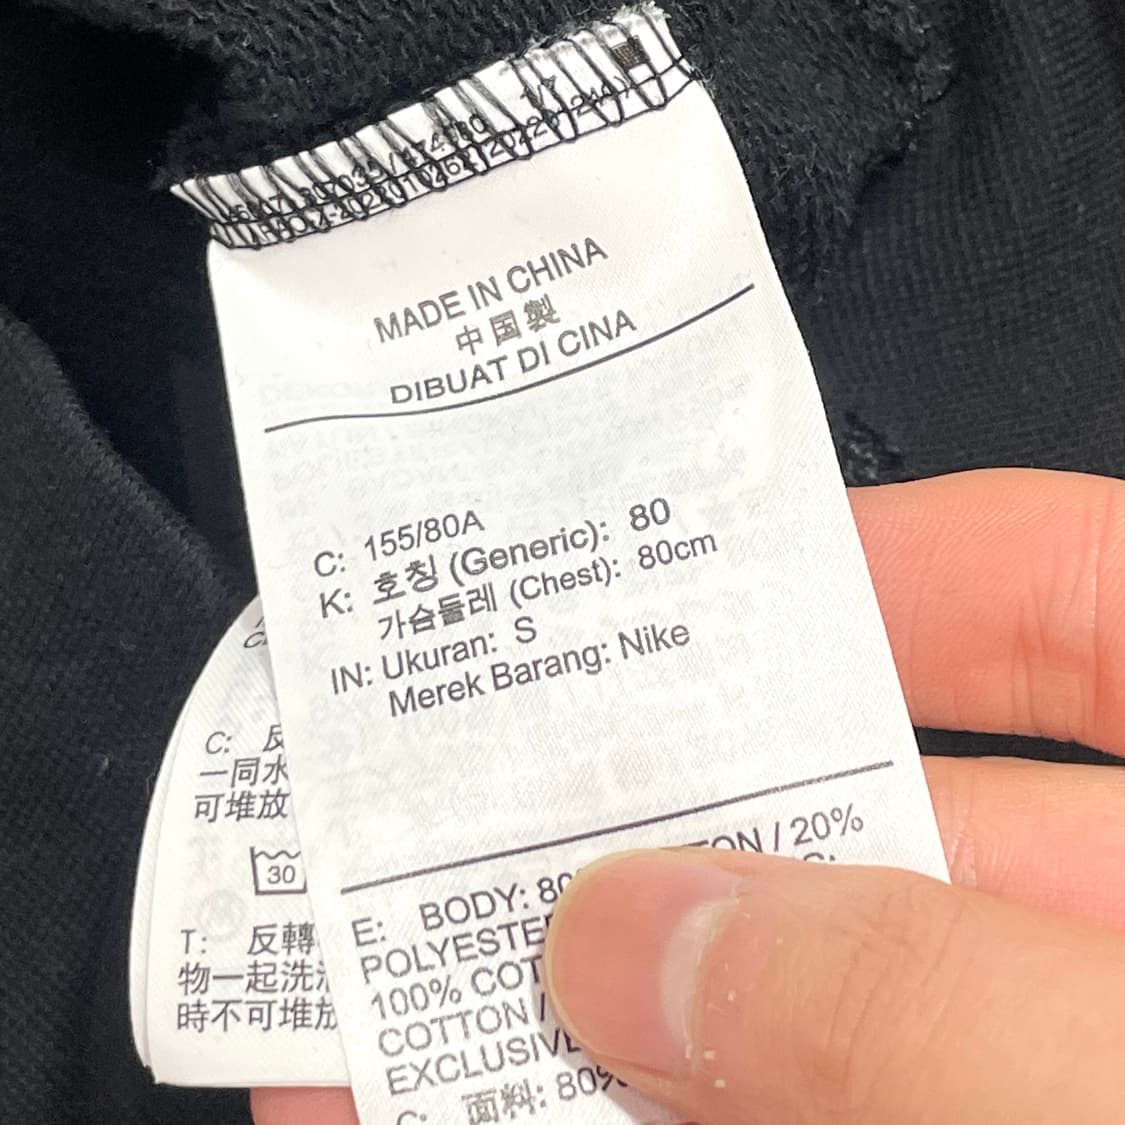 MADE IN CHINA
中国製
DIBUAT DI CINA
C: 155/80A
K: 호칭 (Generic): 80
가슴둘레 (Chest): 80cm
IN: Ukuran: S
Merek Barang: Nike
E: BODY: 80 / 20%
POLYESTE
100% COT
COTTON /
EXCLUSIV
C: 面料: 80%
C: 反
一同水
可堆放
30
T: 反轉
物一起洗
時不可堆放